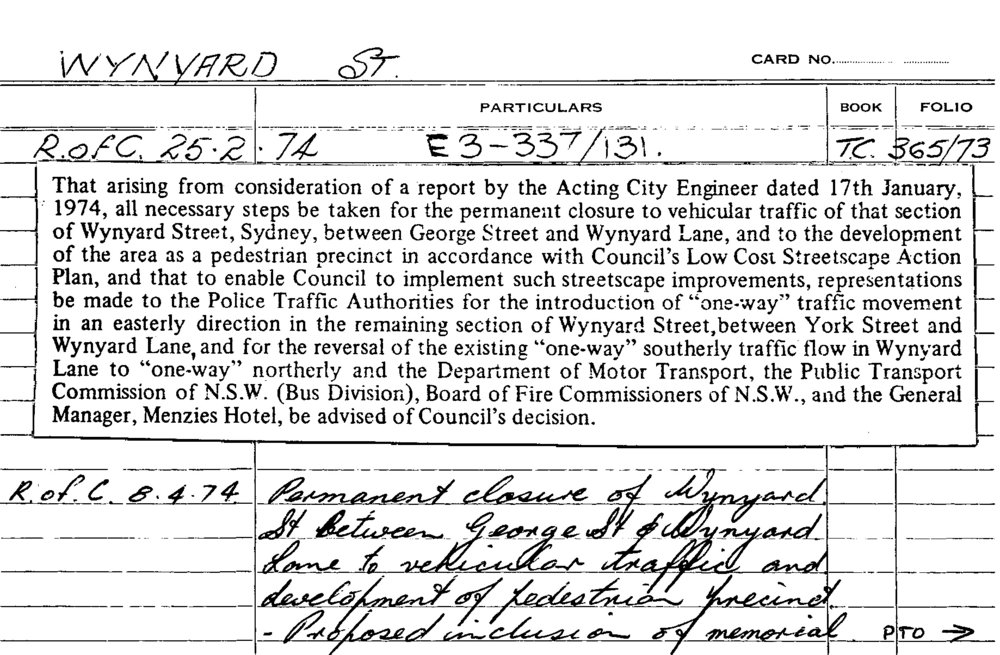 WYNYARD ST. CARD NO.
PARTICULARS BOOK FOLIO
R.ofC. 25.2.74 E3-337/131. T.C. 365/73
That arising from consideration of a report by the Acting City Engineer dated 17th January,
1974, all necessary steps be taken for the permanent closure to vehicular traffic of that section
of Wynyard Street, Sydney, between George Street and Wynyard Lane, and to the development
of the area as a pedestrian precinct in accordance with Council's Low Cost Streetscape Action
Plan, and that to enable Council to implement such streetscape improvements, representations
be made to the Police Traffic Authorities for the introduction of "one-way" traffic movement
in an easterly direction in the remaining section of Wynyard Street, between York Street and
Wynyard Lane, and for the reversal of the existing "one-way" southerly traffic flow in Wynyard
Lane to "one-way" northerly and the Department of Motor Transport, the Public Transport
Commission of N.S.W. (Bus Division), Board of Fire Commissioners of N.S.W., and the General
Manager, Menzies Hotel, be advised of Council's decision.
R.of.C. 8.4.74 Permanent closure of Wynyard
St between George St & Wynyard
Lane to vehicular traffic and
development of pedestrian precinct
- Proposed inclusion of memorial PTO →